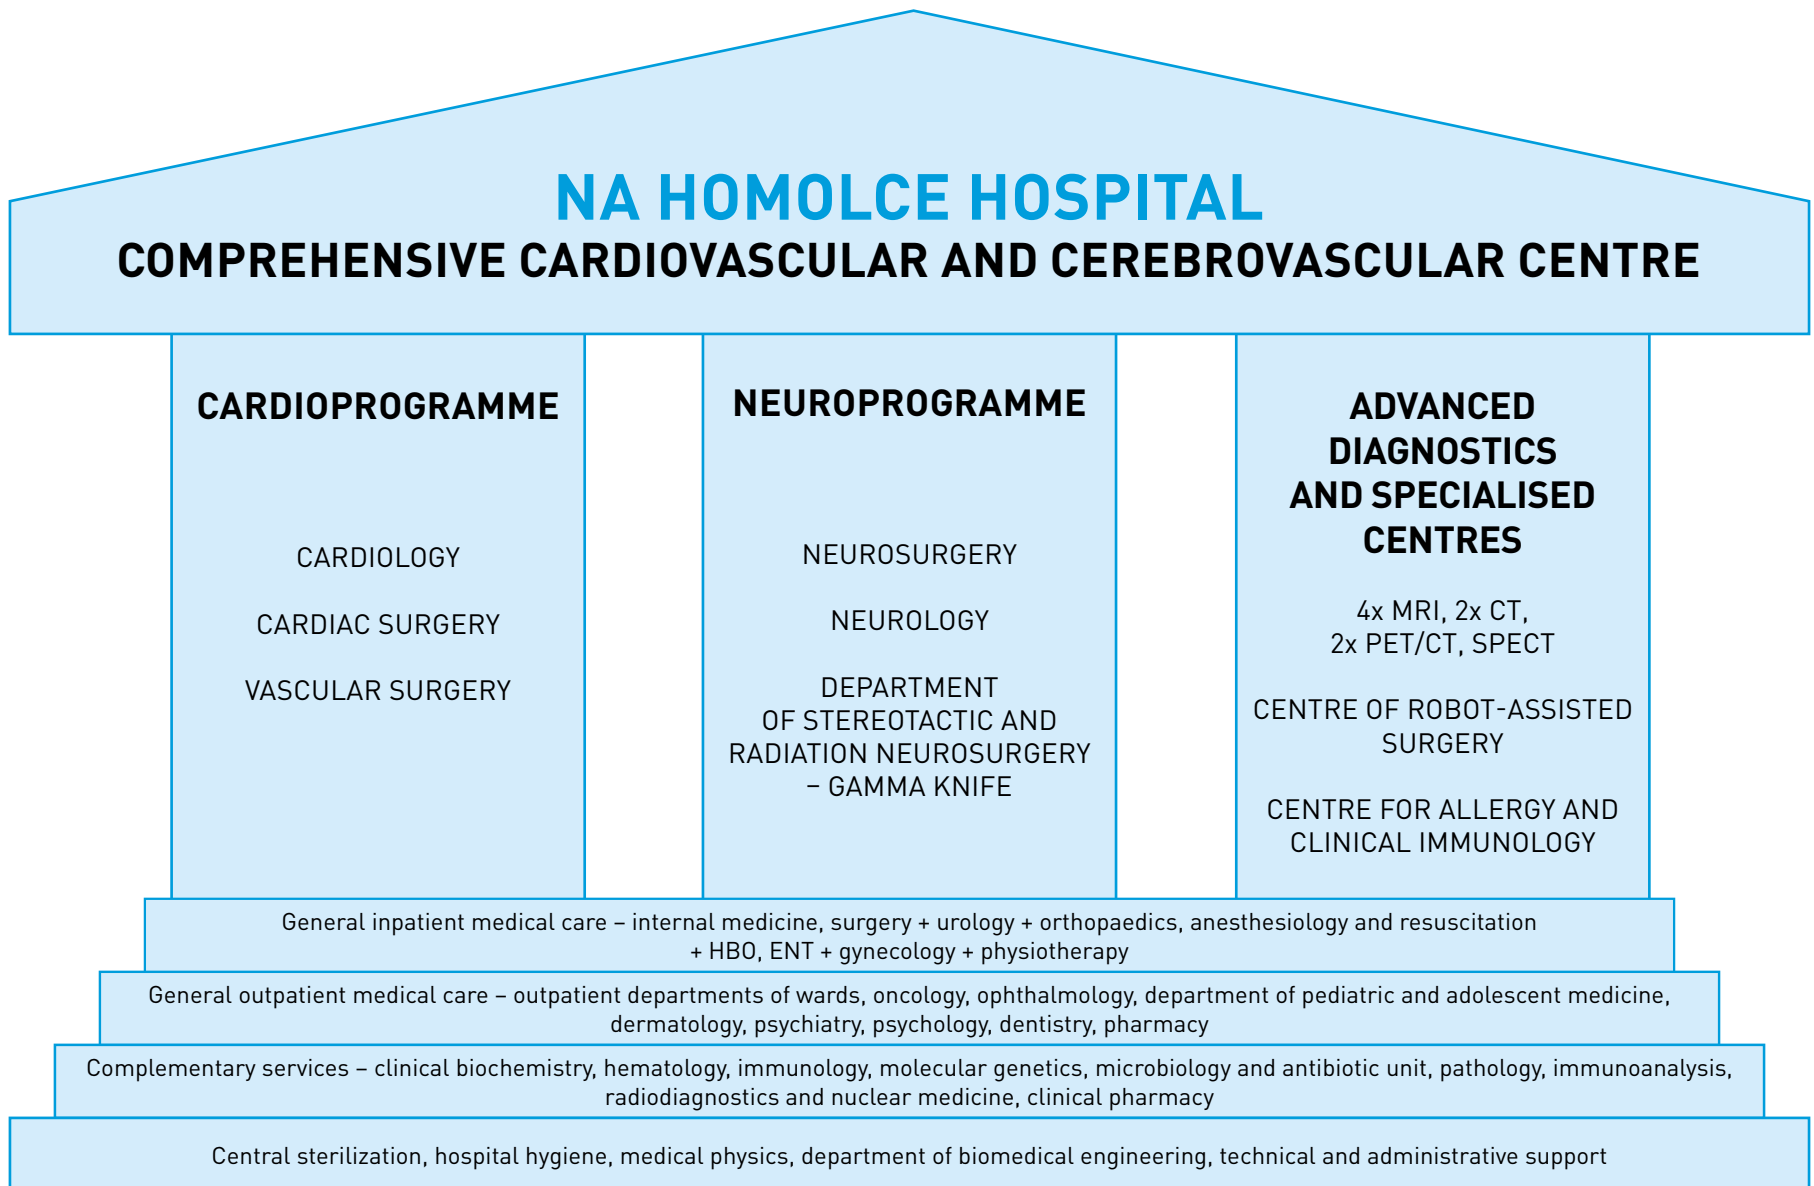 NA HOMOLCE HOSPITAL
COMPREHENSIVE CARDIOVASCULAR AND CEREBROVASCULAR CENTRE
CARDIOPROGRAMME
CARDIOLOGY
CARDIAC SURGERY
VASCULAR SURGERY
NEUROPROGRAMME
NEUROSURGERY
NEUROLOGY
DEPARTMENT
OF STEREOTACTIC AND
RADIATION NEUROSURGERY
– GAMMA KNIFE
ADVANCED
DIAGNOSTICS
AND SPECIALISED
CENTRES
4x MRI, 2x CT,
2x PET/CT, SPECT
CENTRE OF ROBOT-ASSISTED
SURGERY
CENTRE FOR ALLERGY AND
CLINICAL IMMUNOLOGY
General inpatient medical care – internal medicine, surgery + urology + orthopaedics, anesthesiology and resuscitation
+ HBO, ENT + gynecology + physiotherapy
General outpatient medical care – outpatient departments of wards, oncology, ophthalmology, department of pediatric and adolescent medicine,
dermatology, psychiatry, psychology, dentistry, pharmacy
Complementary services – clinical biochemistry, hematology, immunology, molecular genetics, microbiology and antibiotic unit, pathology, immunoanalysis,
radiodiagnostics and nuclear medicine, clinical pharmacy
Central sterilization, hospital hygiene, medical physics, department of biomedical engineering, technical and administrative support